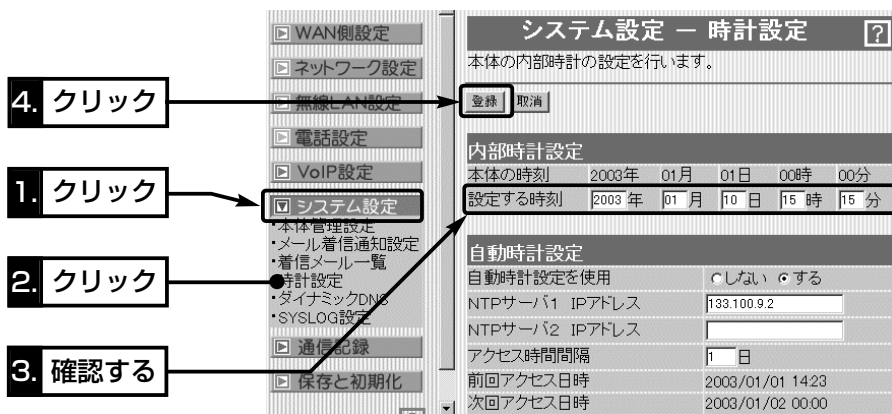 4. クリック
1. クリック
2. クリック
3. 確認する
WAN側設定
ネットワーク設定
無線LAN設定
電話設定
VoIP設定
システム設定
・本体管理設定
・メール着信通知設定
・着信メール一覧
時計設定
・ダイナミックDNS
・SYSLOG設定
通信記録
保存と初期化
システム設定 − 時計設定 ?
本体の内部時計の設定を行います。
登録 取消
内部時計設定
本体の時刻 2003年 01月 01日 00時 00分
設定する時刻 2003 年 01 月 10 日 15 時 15 分
自動時計設定
自動時計設定を使用 しない する
NTPサーバ1 IPアドレス 133.100.9.2
NTPサーバ2 IPアドレス
アクセス時間間隔 1 日
前回アクセス日時 2003/01/01 14:23
次回アクセス日時 2003/01/02 00:00